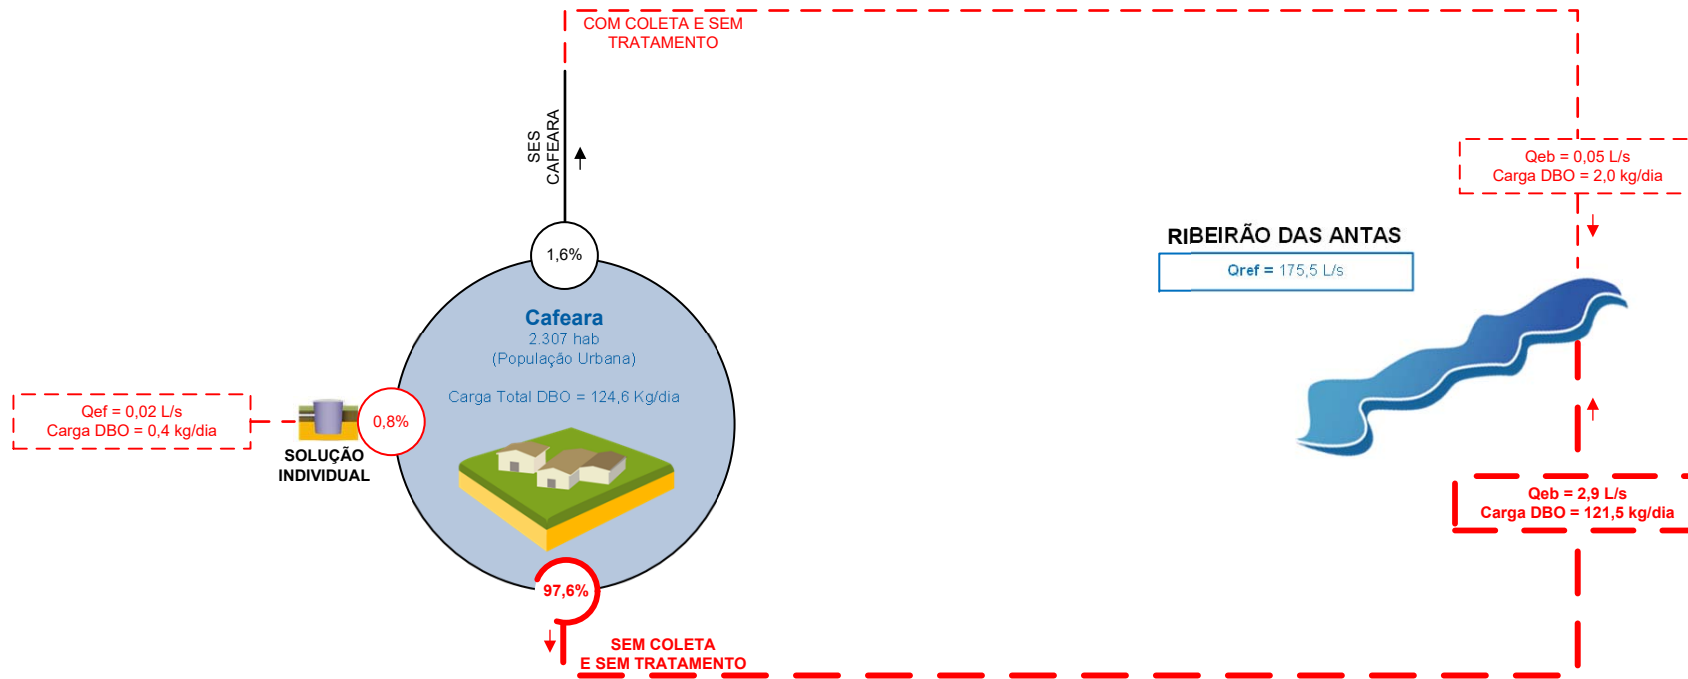 COM COLETA E SEM
TRATAMENTO
SES
CAFEARA
Qeb = 0,05 L/s
Carga DBO = 2,0 kg/dia
RIBEIRÃO DAS ANTAS
Qref = 175,5 L/s
1,6%
Cafeara
2.307 hab
(População Urbana)
Carga Total DBO = 124,6 Kg/dia
Qef = 0,02 L/s
Carga DBO = 0,4 kg/dia
0,8%
SOLUÇÃO
INDIVIDUAL
Qeb = 2,9 L/s
Carga DBO = 121,5 kg/dia
97,6%
SEM COLETA
E SEM TRATAMENTO